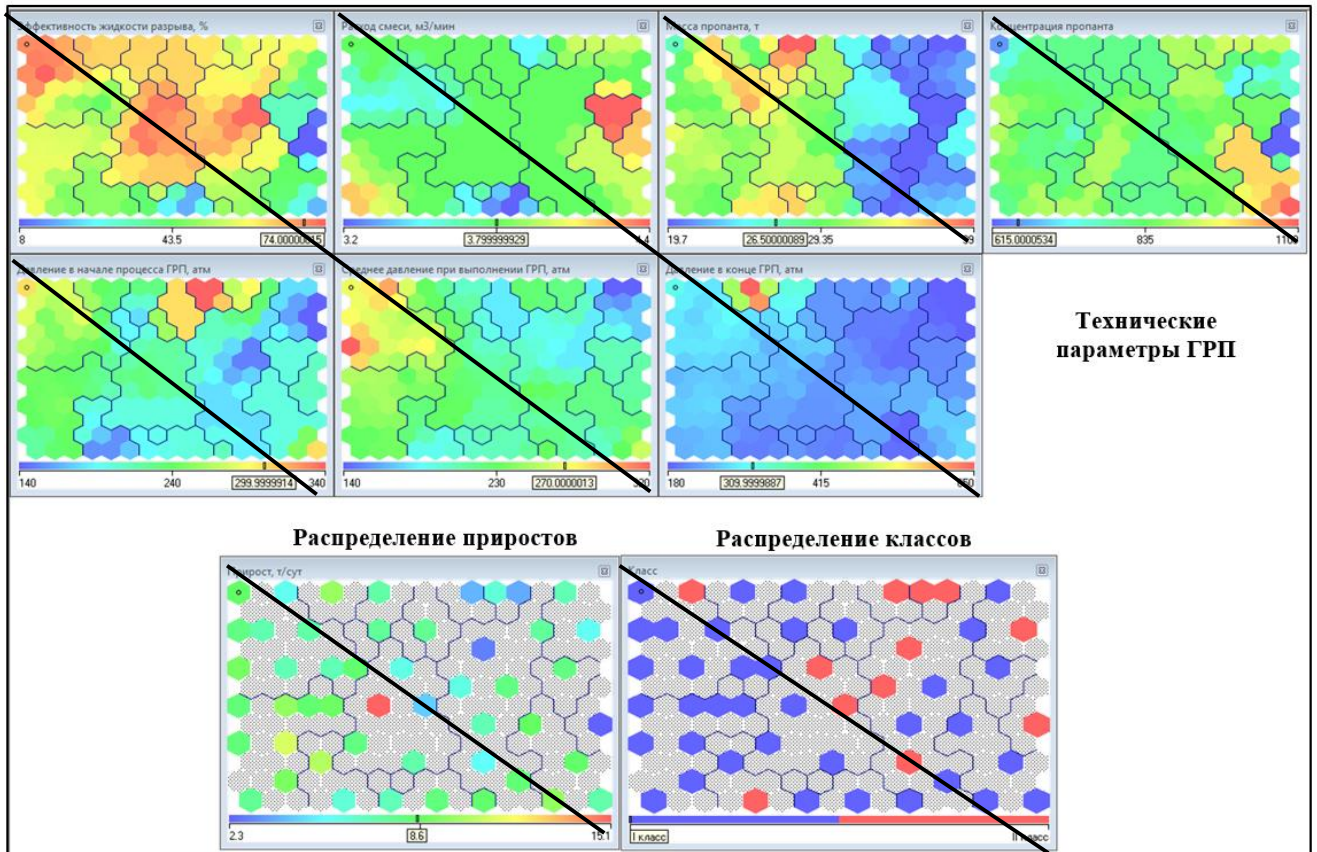 Эффективность жидкости разрыва, %
Расход смеси, м3/мин
Масса пропанта, т
Концентрация пропанта
8 43.5 74.00000015
3.2 3.799999929 4.4
19.7 26.50000089 29.35
615.0000534 835 1100
Давление в начале процесса ГРП, атм
Среднее давление при выполнении ГРП, атм
Давление в конце ГРП, атм
Технические
параметры ГРП
140 240 299.9999914 340
140 230 270.0000013
180 309.9999887 415
Распределение приростов
Распределение классов
Прирост, т/сут
Класс
2.3 8.6 15.1
I класс II класс